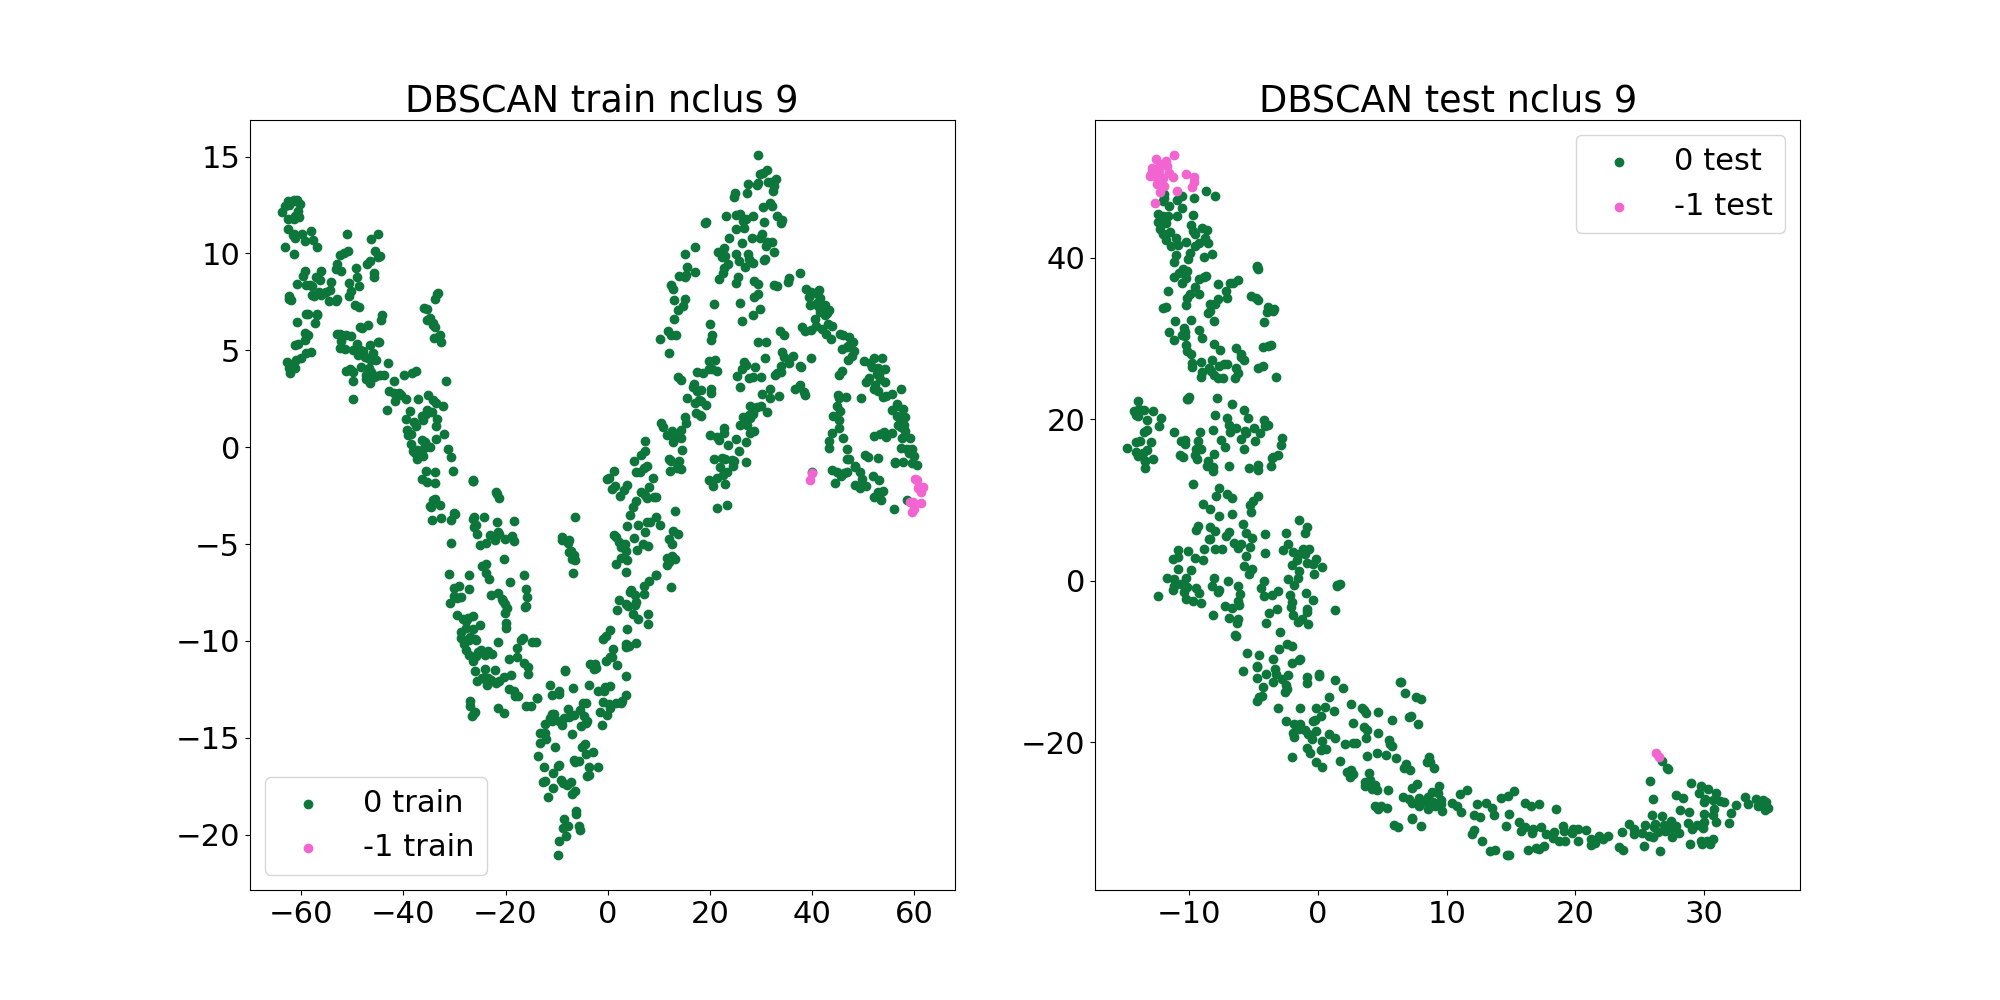 DBSCAN train nclus 9
15
10
5
0
−5
−10
−15
−20
−60 −40 −20 0 20 40 60
0 train
-1 train
DBSCAN test nclus 9
40
20
0
−20
−10 0 10 20 30
0 test
-1 test